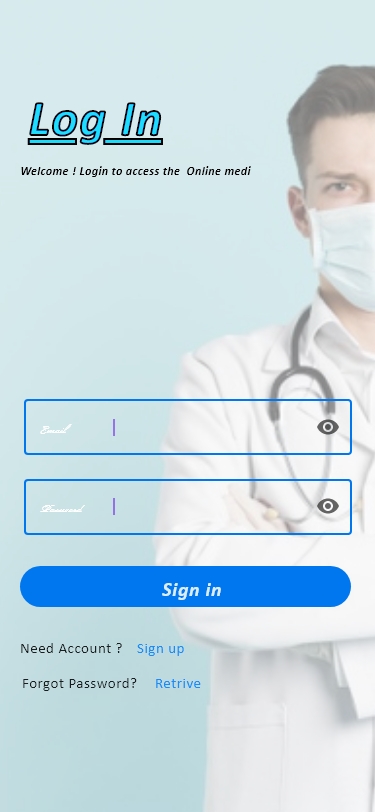 Log In
Welcome ! Login to access the Online medi
Email
Password
Sign in
Need Account ? Sign up
Forgot Password? Retrive